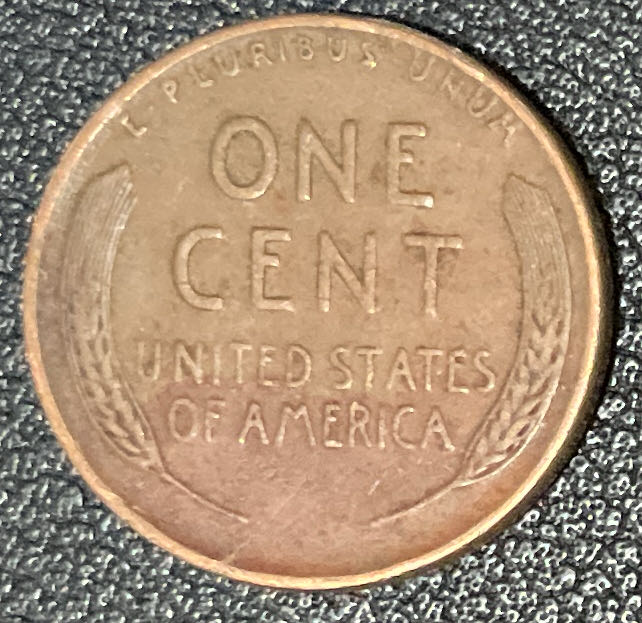 E PLURIBUS UNUM
ONE
CENT
UNITED STATES
OF AMERICA